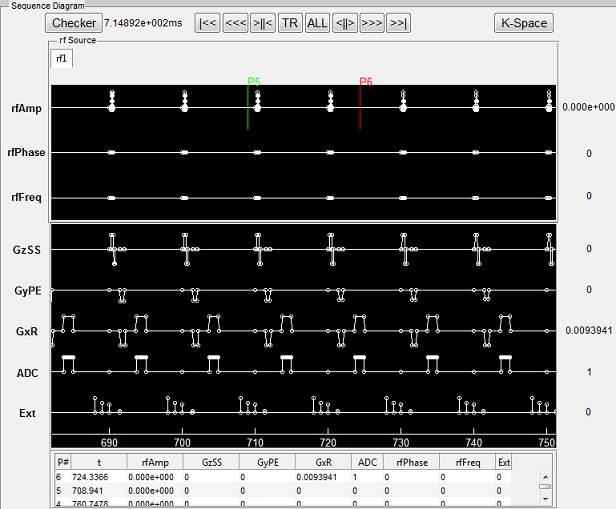 Sequence Diagram
Checker 7.14892e+002ms |<< <<< >||< TR ALL <||> >>> >>| K-Space
rf Source
rf1
P5 P6
rfAmp 0.000e+000
rfPhase 0
rfFreq 0
GzSS 0
GyPE 0
GxR 0.0093941
ADC 1
Ext 0
690 700 710 720 730 740 750
P# t rfAmp GzSS GyPE GxR ADC rfPhase rfFreq Ext
6 724.3366 0.000e+000 0 0 0.0093941 1 0 0 0
5 708.941 0.000e+000 0 0 0 0 0 0 0
4 760.7478 0.000e+000 0 0 0 0 0 0 0